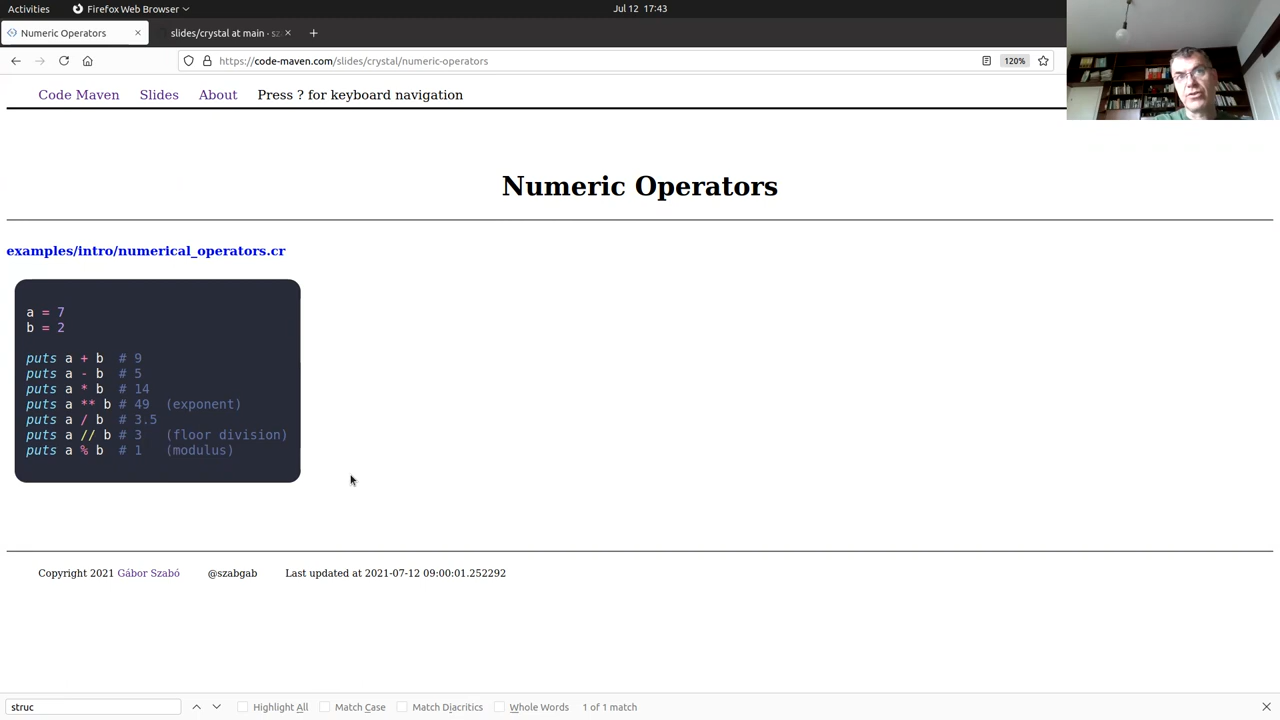 Activities
Firefox Web Browser
Jul 12 17:43
Numeric Operators
slides/crystal at main · sz
https://code-maven.com/slides/crystal/numeric-operators
120%
Code Maven Slides About Press ? for keyboard navigation
Numeric Operators
examples/intro/numerical_operators.cr
a = 7
b = 2
puts a + b # 9
puts a - b # 5
puts a * b # 14
puts a ** b # 49 (exponent)
puts a / b # 3.5
puts a // b # 3 (floor division)
puts a % b # 1 (modulus)
Copyright 2021 Gábor Szabó @szabgab Last updated at 2021-07-12 09:00:01.252292
struc
Highlight All Match Case Match Diacritics Whole Words 1 of 1 match